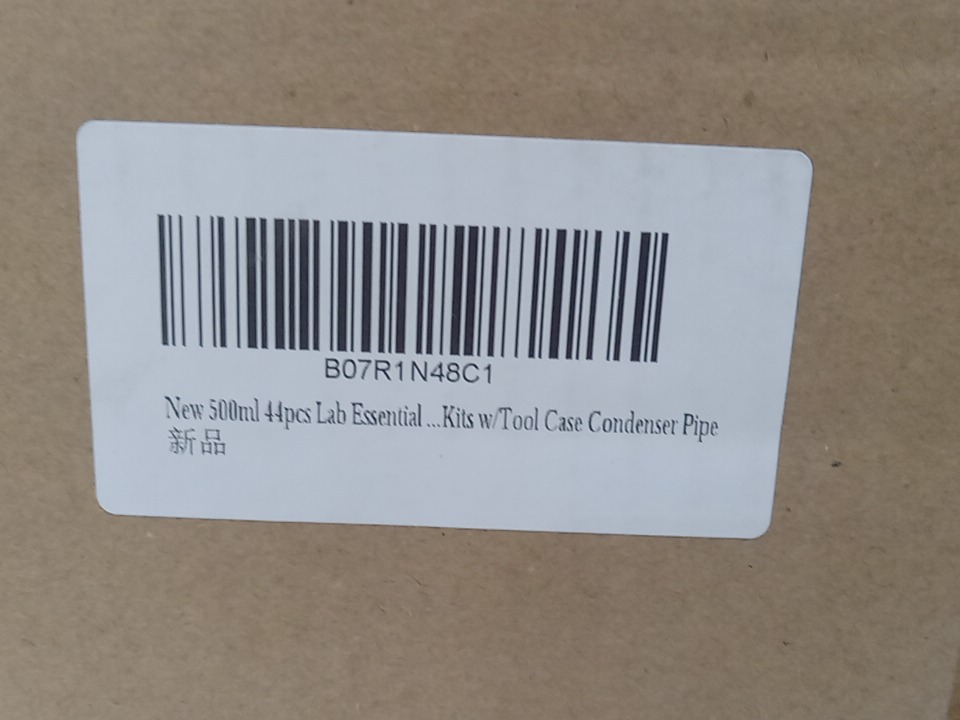 B07R1N48C1
New 500ml 44pcs Lab Essential ...Kits w/Tool Case Condenser Pipe
新品